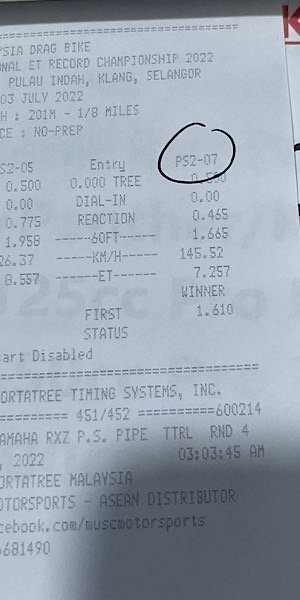 YSIA DRAG BIKE
NAL ET RECORD CHAMPIONSHIP 2022
PULAU INDAH, KLANG, SELANGOR
03 JULY 2022
H : 201M - 1/8 MILES
CE : NO-PREP
S2-05 Entry PS2-07
0.500 0.000 TREE 0.500
0.00 DIAL-IN 0.00
0.775 REACTION 0.465
1.958 ------60FT----- 1.665
26.37 ------KM/H----- 145.52
8.557 ------ET------- 7.257
WINNER
FIRST 1.610
STATUS
art Disabled
ORTATREE TIMING SYSTEMS, INC.
========= 451/452 ==========600214
AMAHA RXZ P.S. PIPE TTRL RND 4
, 2022 03:03:45 AM
ORTATREE MALAYSIA
OTORSPORTS - ASEAN DISTRIBUTOR
cebook.com/muscmotorsports
681490